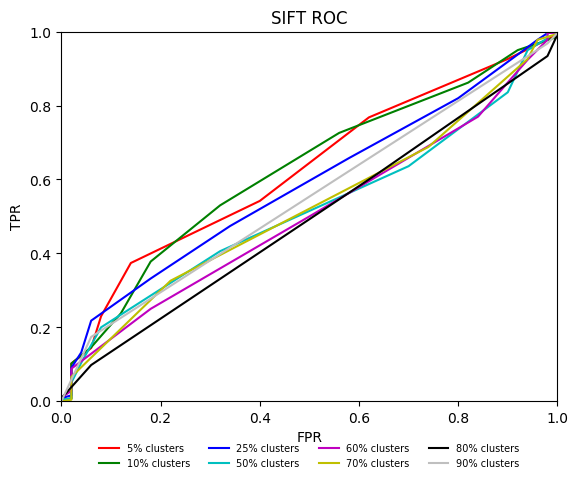 SIFT ROC
1.0
0.8
0.6
0.4
0.2
0.0
TPR
0.0 0.2 0.4 0.6 0.8 1.0
FPR
5% clusters 25% clusters 60% clusters 80% clusters
10% clusters 50% clusters 70% clusters 90% clusters